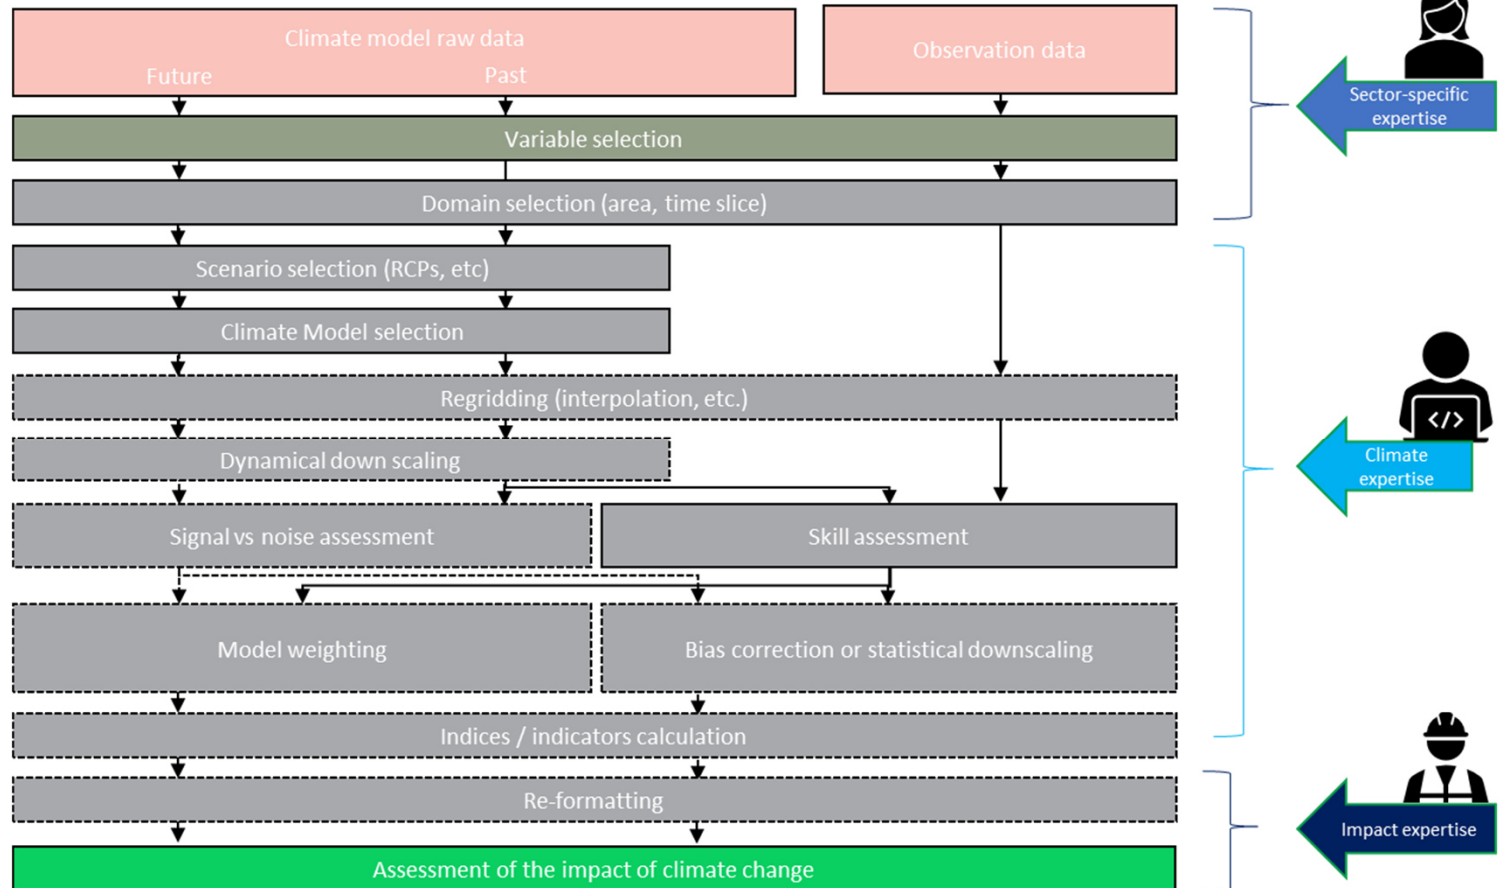 Climate model raw data
Future
Past
Observation data
Sector-specific
expertise
Variable selection
Domain selection (area, time slice)
Scenario selection (RCPs, etc)
Climate Model selection
Regridding (interpolation, etc.)
</>
Climate
expertise
Dynamical down scaling
Signal vs noise assessment
Skill assessment
Model weighting
Bias correction or statistical downscaling
Indices / indicators calculation
Re-formatting
Impact expertise
Assessment of the impact of climate change